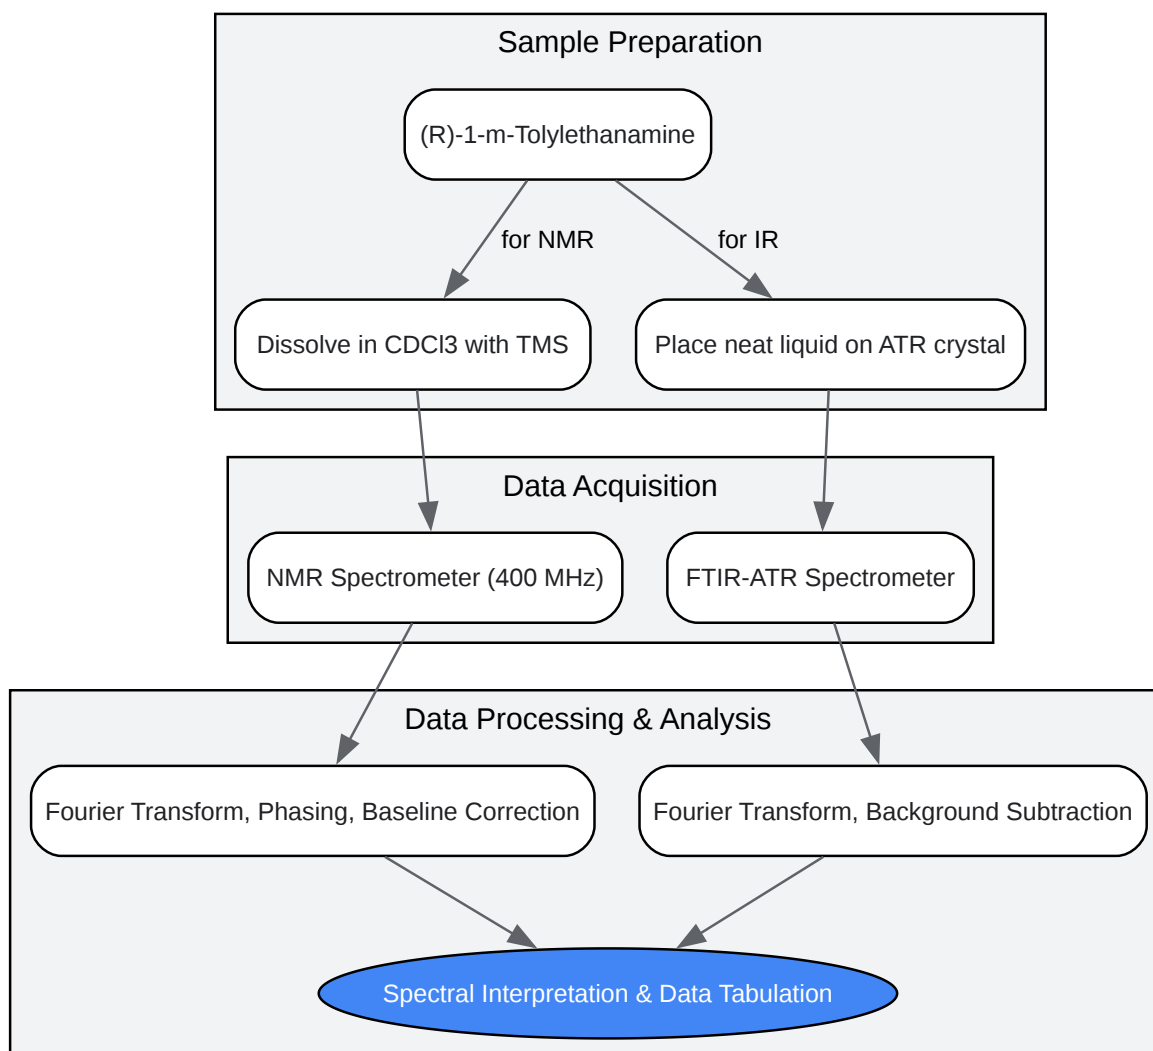 Sample Preparation
(R)-1-m-Tolylethanamine
for NMR
for IR
Dissolve in CDCl3 with TMS
Place neat liquid on ATR crystal
Data Acquisition
NMR Spectrometer (400 MHz)
FTIR-ATR Spectrometer
Data Processing & Analysis
Fourier Transform, Phasing, Baseline Correction
Fourier Transform, Background Subtraction
Spectral Interpretation & Data Tabulation